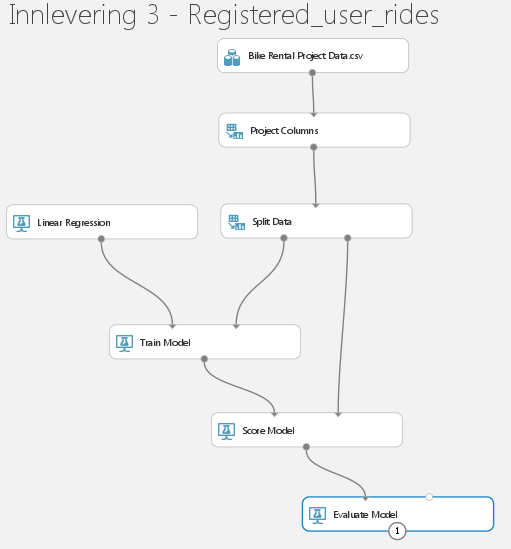 Innlevering 3 - Registered_user_rides
Bike Rental Project Data.csv
Project Columns
Linear Regression
Split Data
Train Model
Score Model
Evaluate Model
1